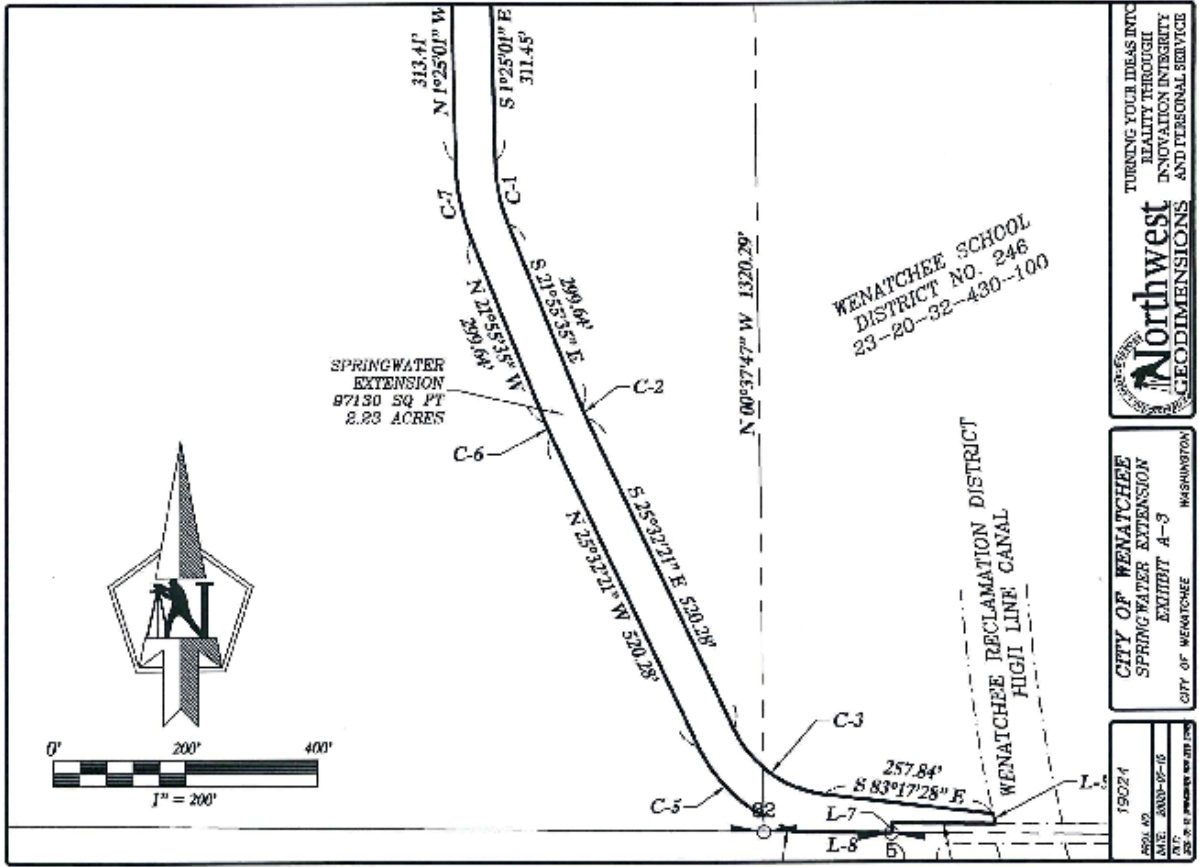 313.41'
N 1°25'01" W
S 1°25'01" E
311.45'
C-7
C-1
299.64'
S 21°55'35" E
N 21°55'35" W
299.64'
SPRINGWATER
EXTENSION
97130 SQ FT
2.23 ACRES
C-2
C-6
N 00°37'47" W 1320.29'
WENATCHEE SCHOOL
DISTRICT NO. 246
23-20-32-430-100
S 25°32'21" E 520.28'
N 25°32'21" W 520.28'
WENATCHEE RECLAMATION DISTRICT
HIGH LINE CANAL
C-3
257.84'
S 83°17'28" E
C-5
L-7
L-8
5
N
0' 200' 400'
1" = 200'
TURNING YOUR IDEAS INTO
REALITY THROUGH
INNOVATION INTEGRITY
AND PERSONAL SERVICE
Northwest
GEODIMENSIONS
CITY OF WENATCHEE
SPRINGWATER EXTENSION
EXHIBIT A-3
CITY OF WENATCHEE WASHINGTON
19024
PROJ. NO.
DATE: